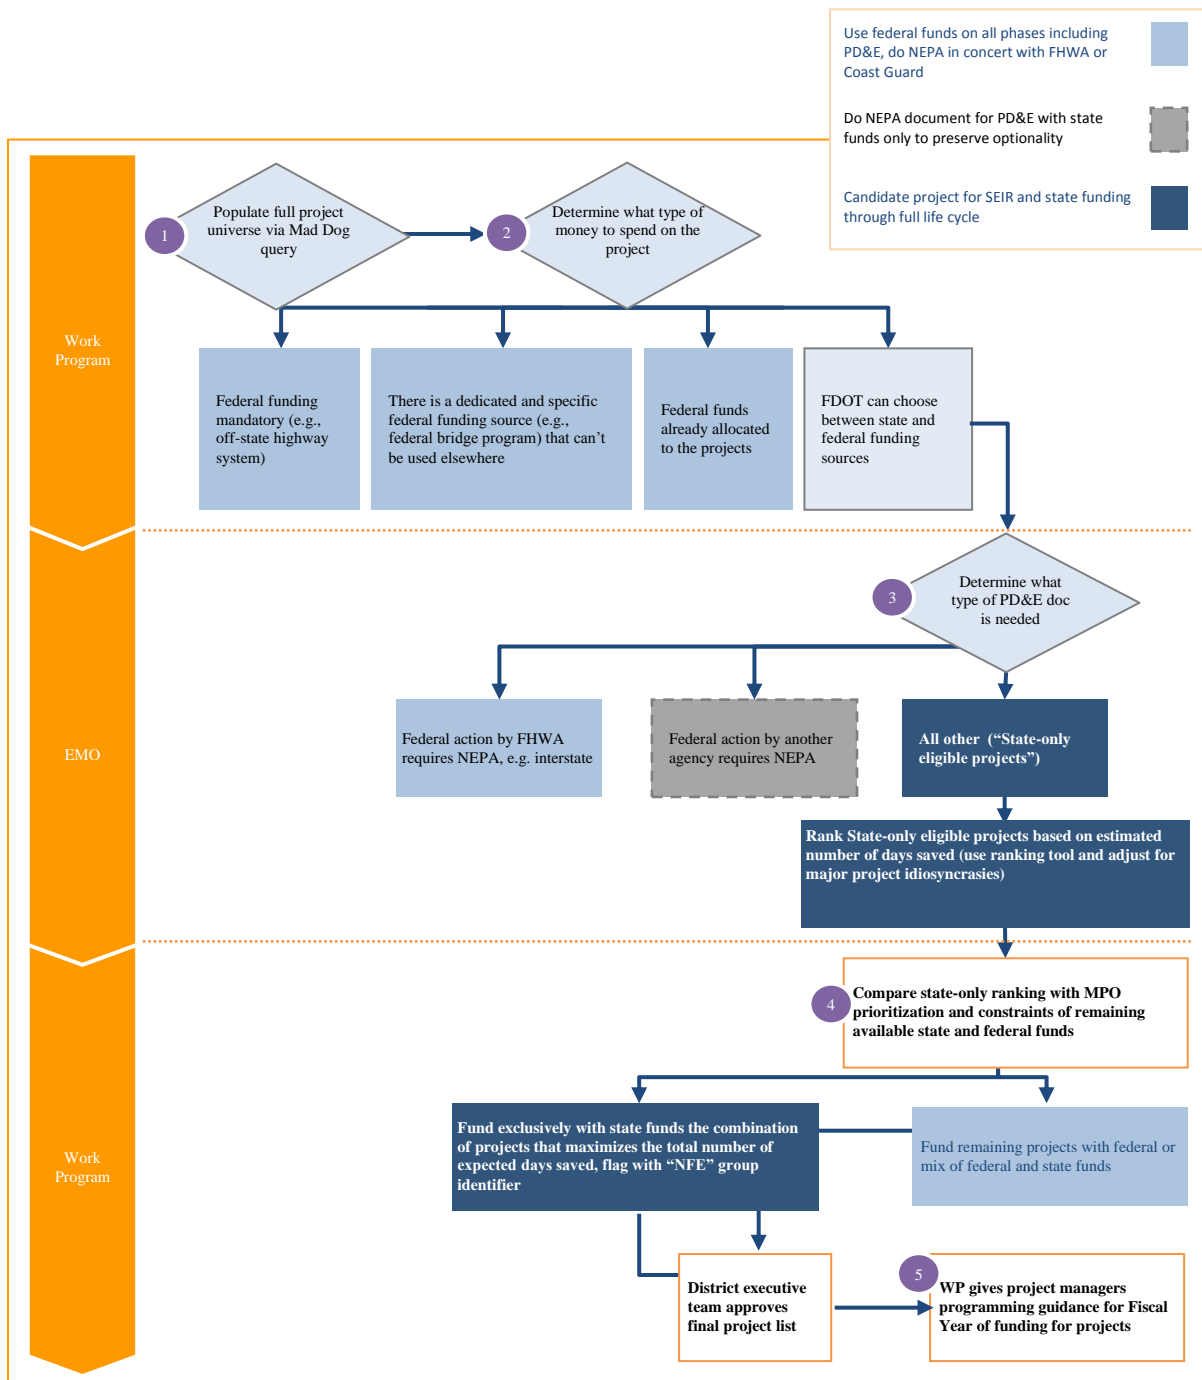 Use federal funds on all phases including
PD&E, do NEPA in concert with FHWA or
Coast Guard
Do NEPA document for PD&E with state
funds only to preserve optionality
Candidate project for SEIR and state funding
through full life cycle
Work
Program
1
Populate full project
universe via Mad Dog
query
2
Determine what type of
money to spend on the
project
Federal funding
mandatory (e.g.,
off-state highway
system)
There is a dedicated and specific
federal funding source (e.g.,
federal bridge program) that can't
be used elsewhere
Federal funds
already allocated
to the projects
FDOT can choose
between state and
federal funding
sources
EMO
3
Determine what
type of PD&E doc
is needed
Federal action by FHWA
requires NEPA, e.g. interstate
Federal action by another
agency requires NEPA
All other (“State-only
eligible projects”)
Rank State-only eligible projects based on estimated
number of days saved (use ranking tool and adjust for
major project idiosyncrasies)
Work
Program
4
Compare state-only ranking with MPO
prioritization and constraints of remaining
available state and federal funds
Fund exclusively with state funds the combination
of projects that maximizes the total number of
expected days saved, flag with “NFE” group
identifier
Fund remaining projects with federal or
mix of federal and state funds
District executive
team approves
final project list
5
WP gives project managers
programming guidance for Fiscal
Year of funding for projects